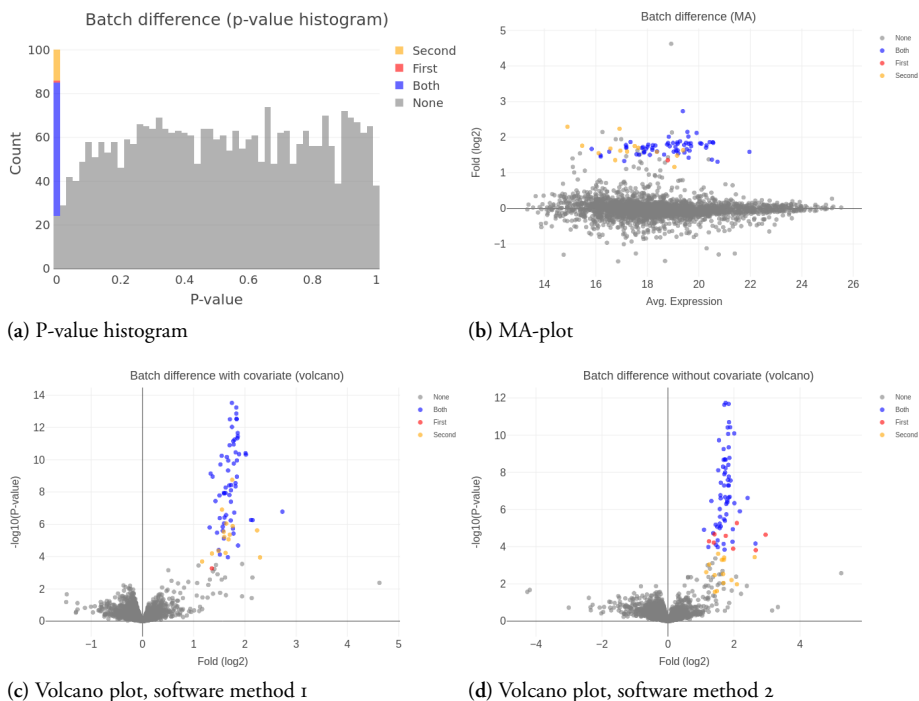 Batch difference (p-value histogram)
100
80
60
40
20
0
Count
0
0.2
0.4
0.6
0.8
1
P-value
Second
First
Both
None
(a) P-value histogram
Batch difference (MA)
5
4
3
2
1
0
−1
Fold (log2)
14
16
18
20
22
24
26
Avg. Expression
None
Both
First
Second
(b) MA-plot
Batch difference with covariate (volcano)
14
12
10
8
6
4
2
0
-log10(P-value)
−1
0
1
2
3
4
5
Fold (log2)
None
Both
First
Second
(c) Volcano plot, software method 1
Batch difference without covariate (volcano)
12
10
8
6
4
2
0
-log10(P-value)
−4
−2
0
2
4
Fold (log2)
None
Both
First
Second
(d) Volcano plot, software method 2